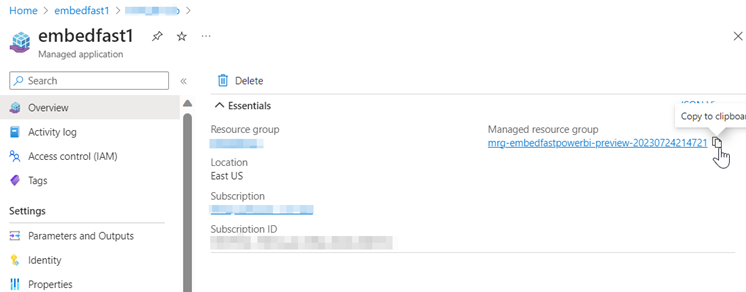 Home > embedfast1 >
embedfast1
Managed application
Search
Delete
Overview
Essentials
Copy to clipboar
Activity log
Resource group
Managed resource group
mrg-embedfastpowerbi-preview-20230724214721
Access control (IAM)
Location
East US
Tags
Subscription
Settings
Subscription ID
Parameters and Outputs
Identity
Properties